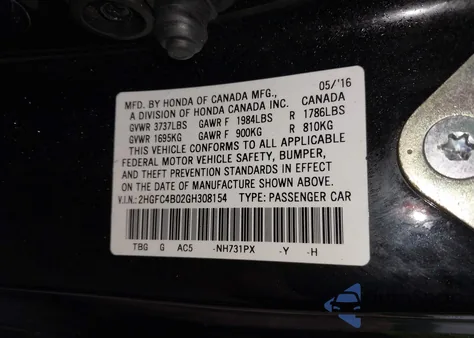 MFD. BY HONDA OF CANADA MFG., 05/'16
A DIVISION OF HONDA CANADA INC. CANADA
GVWR 3737LBS GAWR F 1984LBS R 1786LBS
GVWR 1695KG GAWR F 900KG R 810KG
THIS VEHICLE CONFORMS TO ALL APPLICABLE
FEDERAL MOTOR VEHICLE SAFETY, BUMPER,
AND THEFT PREVENTION STANDARDS IN EFFECT
ON THE DATE OF MANUFACTURE SHOWN ABOVE.
V.I.N.: 2HGFC4B02GH308154 TYPE: PASSENGER CAR
TBG G AC5 -NH731PX -Y -H